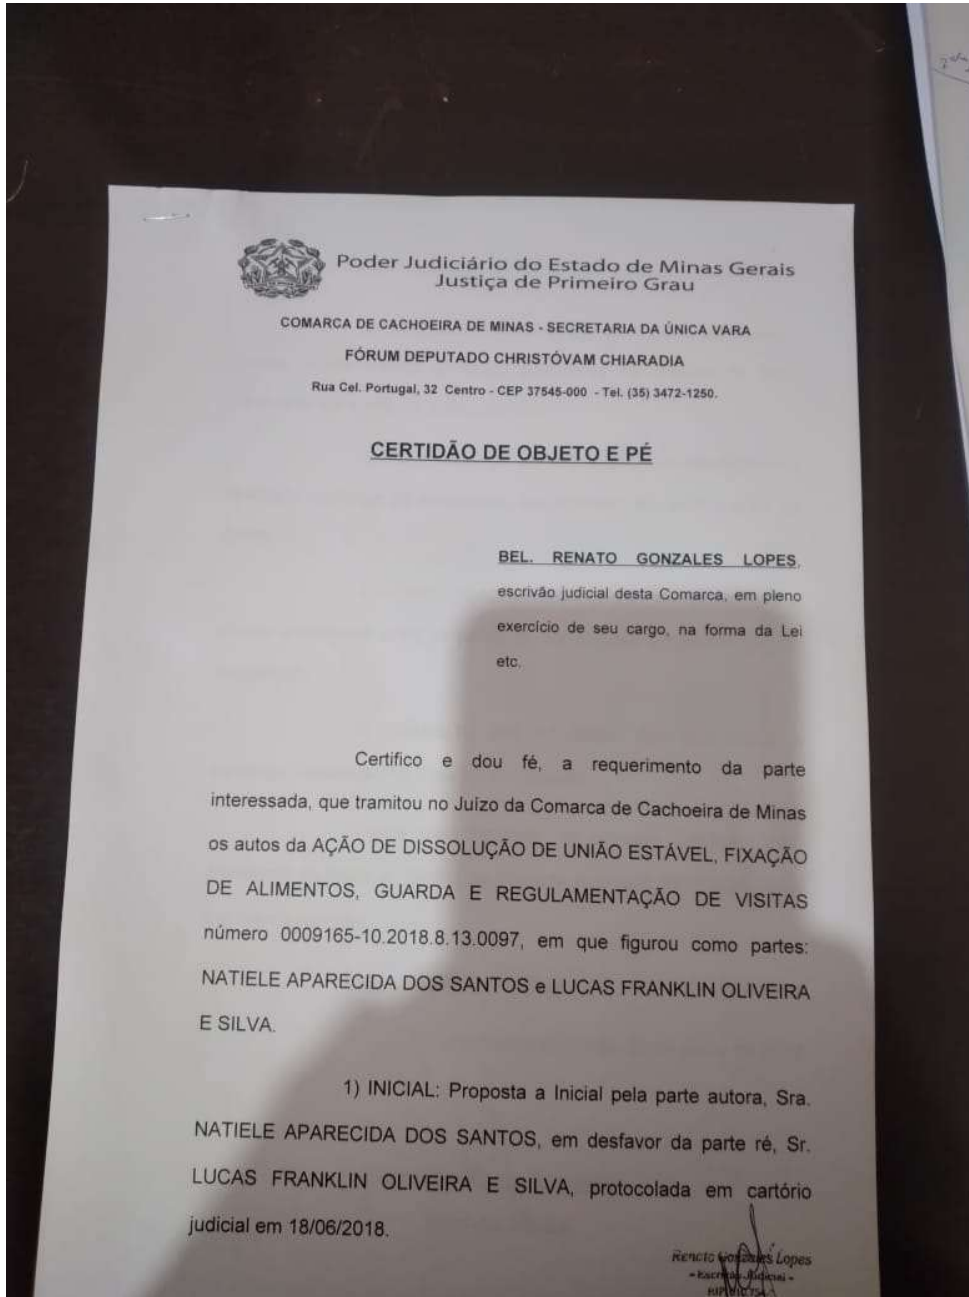 Poder Judiciário do Estado de Minas Gerais
Justiça de Primeiro Grau
COMARCA DE CACHOEIRA DE MINAS - SECRETARIA DA ÚNICA VARA
FÓRUM DEPUTADO CHRISTÓVAM CHIARADIA
Rua Cel. Portugal, 32 Centro - CEP 37545-000 - Tel. (35) 3472-1250.
CERTIDÃO DE OBJETO E PÉ
BEL. RENATO GONZALES LOPES,
escrivão judicial desta Comarca, em pleno
exercício de seu cargo, na forma da Lei
etc.
Certifico e dou fé, a requerimento da parte
interessada, que tramitou no Juízo da Comarca de Cachoeira de Minas
os autos da AÇÃO DE DISSOLUÇÃO DE UNIÃO ESTÁVEL, FIXAÇÃO
DE ALIMENTOS, GUARDA E REGULAMENTAÇÃO DE VISITAS
número 0009165-10.2018.8.13.0097, em que figurou como partes:
NATIELE APARECIDA DOS SANTOS e LUCAS FRANKLIN OLIVEIRA
E SILVA.
1) INICIAL: Proposta a Inicial pela parte autora, Sra.
NATIELE APARECIDA DOS SANTOS, em desfavor da parte ré, Sr.
LUCAS FRANKLIN OLIVEIRA E SILVA, protocolada em cartório
judicial em 18/06/2018.
Renato Gonzales Lopes
- Escrivão Judicial -